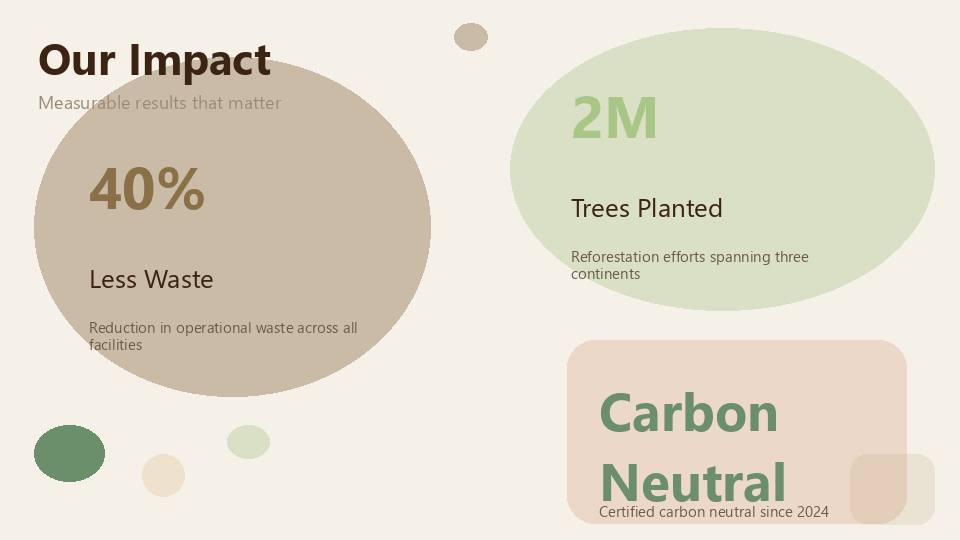 Our Impact
Measurable results that matter
40%
Less Waste
Reduction in operational waste across all
facilities
2M
Trees Planted
Reforestation efforts spanning three
continents
Carbon
Neutral
Certified carbon neutral since 2024